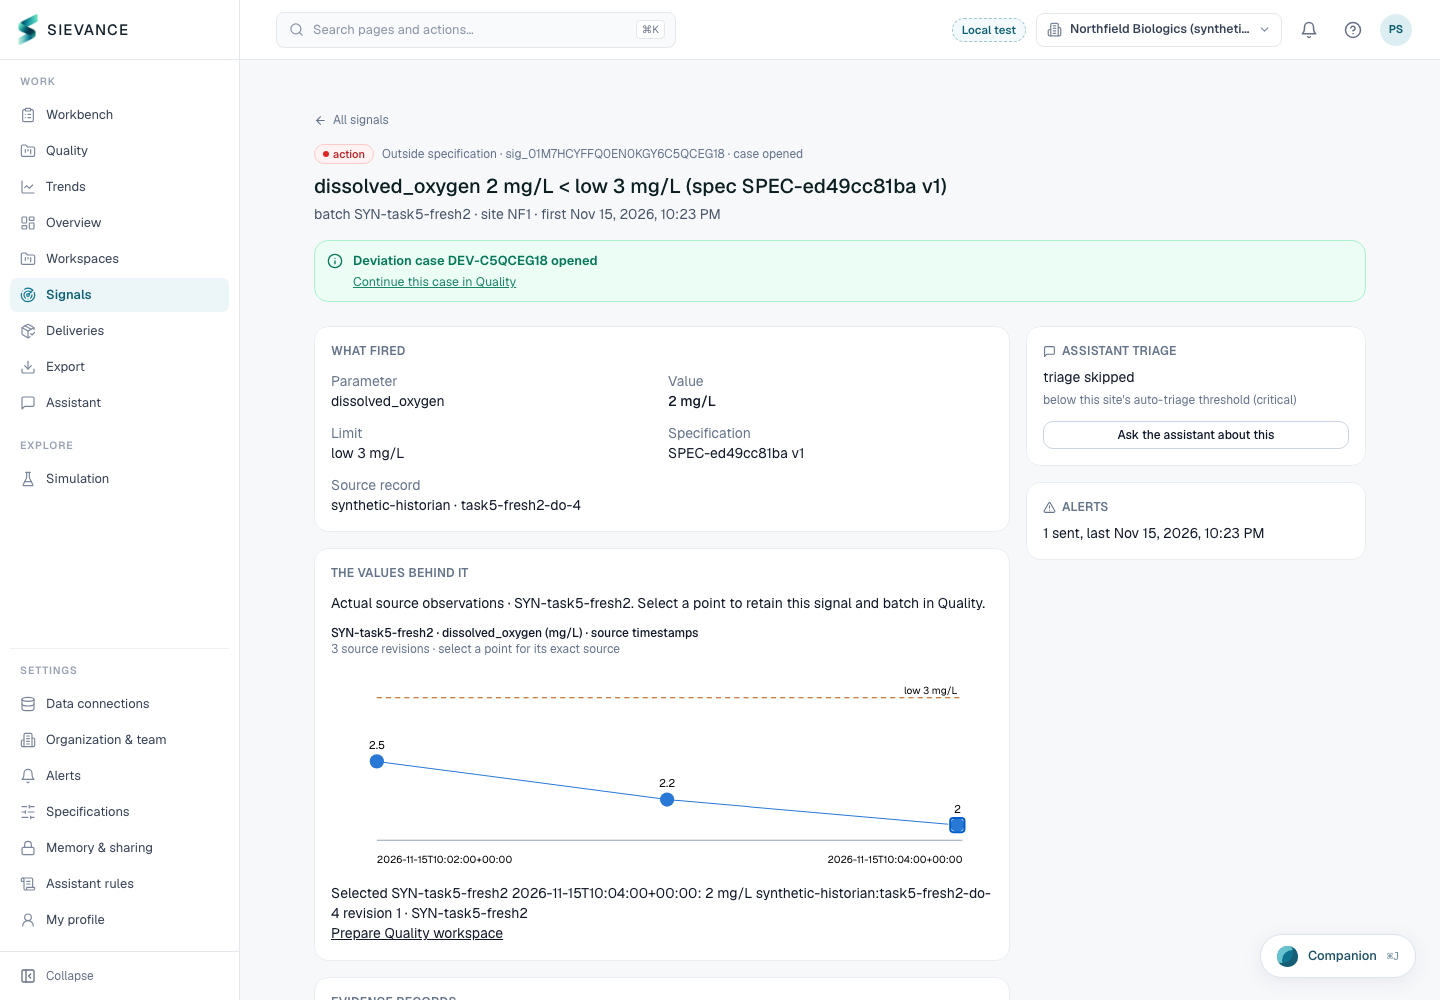 SIEVANCE
Search pages and actions…
⌘K
Local test
Northfield Biologics (syntheti…
PS
WORK
Workbench
Quality
Trends
Overview
Workspaces
Signals
Deliveries
Export
Assistant
EXPLORE
Simulation
SETTINGS
Data connections
Organization & team
Alerts
Specifications
Memory & sharing
Assistant rules
My profile
Collapse
All signals
action
Outside specification · sig_01M7HCYFFQ0EN0KGY6C5QCEG18 · case opened
dissolved_oxygen 2 mg/L < low 3 mg/L (spec SPEC-ed49cc81ba v1)
batch SYN-task5-fresh2 · site NF1 · first Nov 15, 2026, 10:23 PM
Deviation case DEV-C5QCEG18 opened
Continue this case in Quality
WHAT FIRED
Parameter
dissolved_oxygen
Value
2 mg/L
Limit
low 3 mg/L
Specification
SPEC-ed49cc81ba v1
Source record
synthetic-historian · task5-fresh2-do-4
THE VALUES BEHIND IT
Actual source observations · SYN-task5-fresh2. Select a point to retain this signal and batch in Quality.
SYN-task5-fresh2 · dissolved_oxygen (mg/L) · source timestamps
3 source revisions · select a point for its exact source
low 3 mg/L
2.5
2.2
2
2026-11-15T10:02:00+00:00
2026-11-15T10:04:00+00:00
Selected SYN-task5-fresh2 2026-11-15T10:04:00+00:00: 2 mg/L synthetic-historian:task5-fresh2-do-
4 revision 1 · SYN-task5-fresh2
Prepare Quality workspace
EVIDENCE RECORDS
ASSISTANT TRIAGE
triage skipped
below this site's auto-triage threshold (critical)
Ask the assistant about this
ALERTS
1 sent, last Nov 15, 2026, 10:23 PM
Companion
⌘J